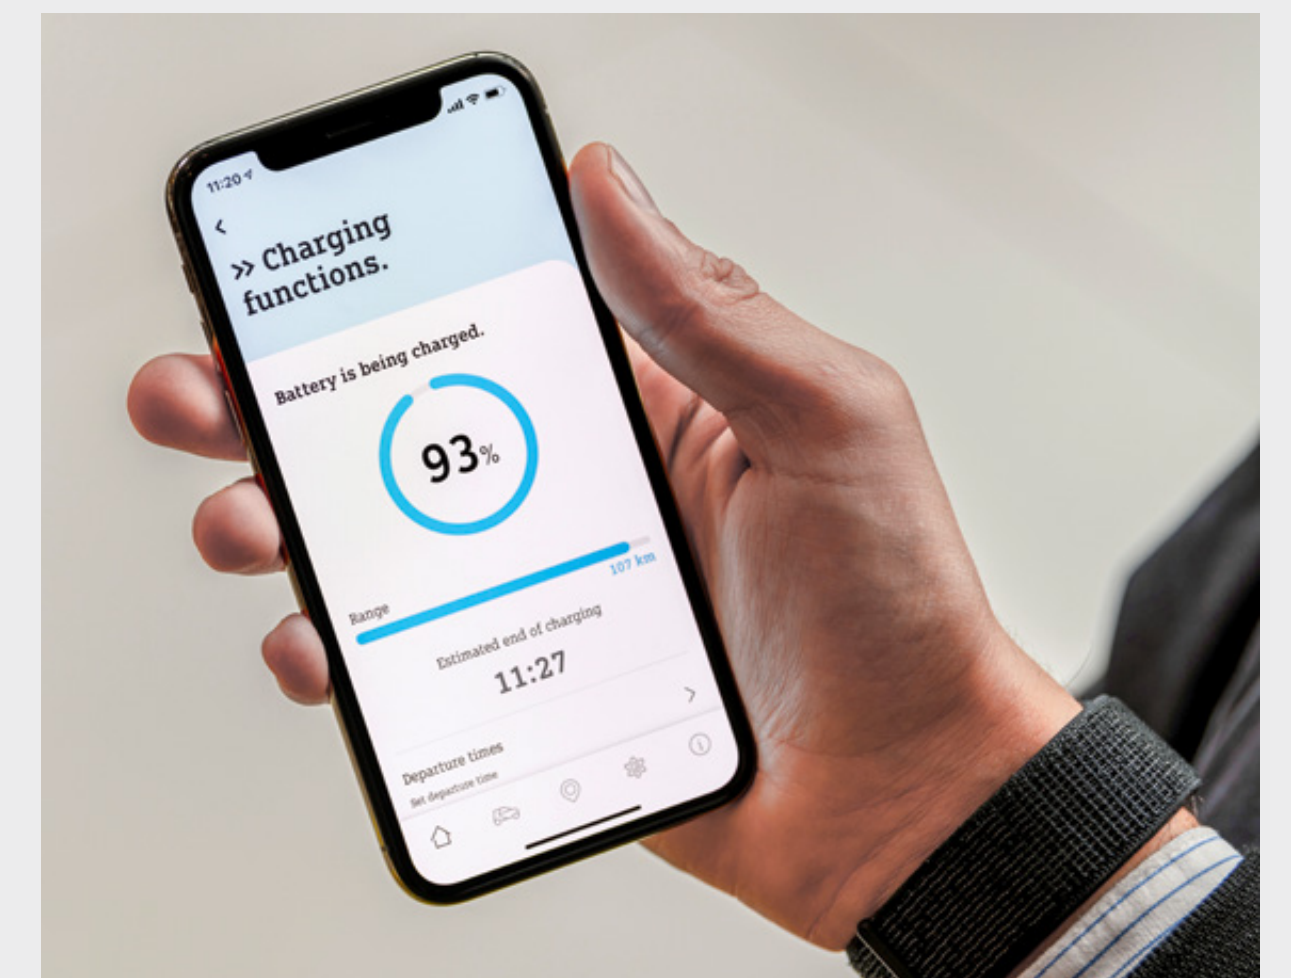 11:20
>> Charging
functions.
Battery is being charged.
93%
107 km
Range
Estimated end of charging
11:27
Departure times
Set departure time